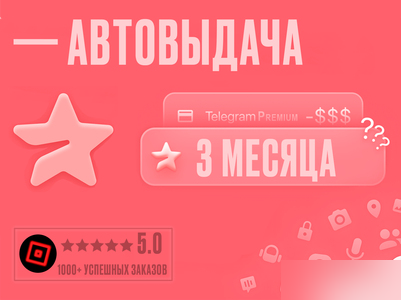 — АВТОВЫДАЧА
Telegram Premium –$$$
???
3 МЕСЯЦА
5.0
1000+ УСПЕШНЫХ ЗАКАЗОВ